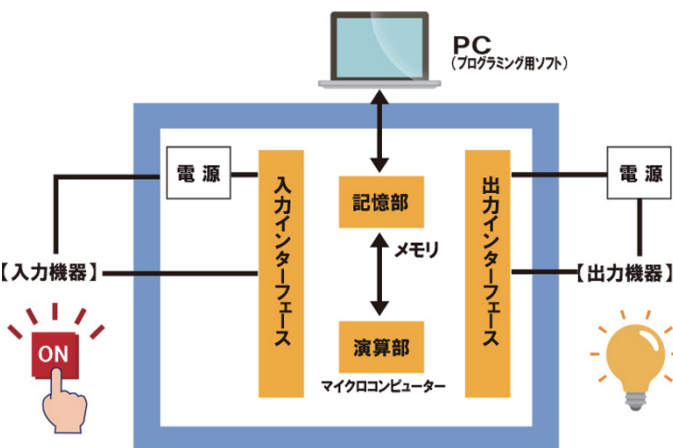 PC
(プログラミング用ソフト)
電源
入力インターフェース
記憶部
出力インターフェース
電源
メモリ
【入力機器】
【出力機器】
ON
演算部
マイクロコンピューター